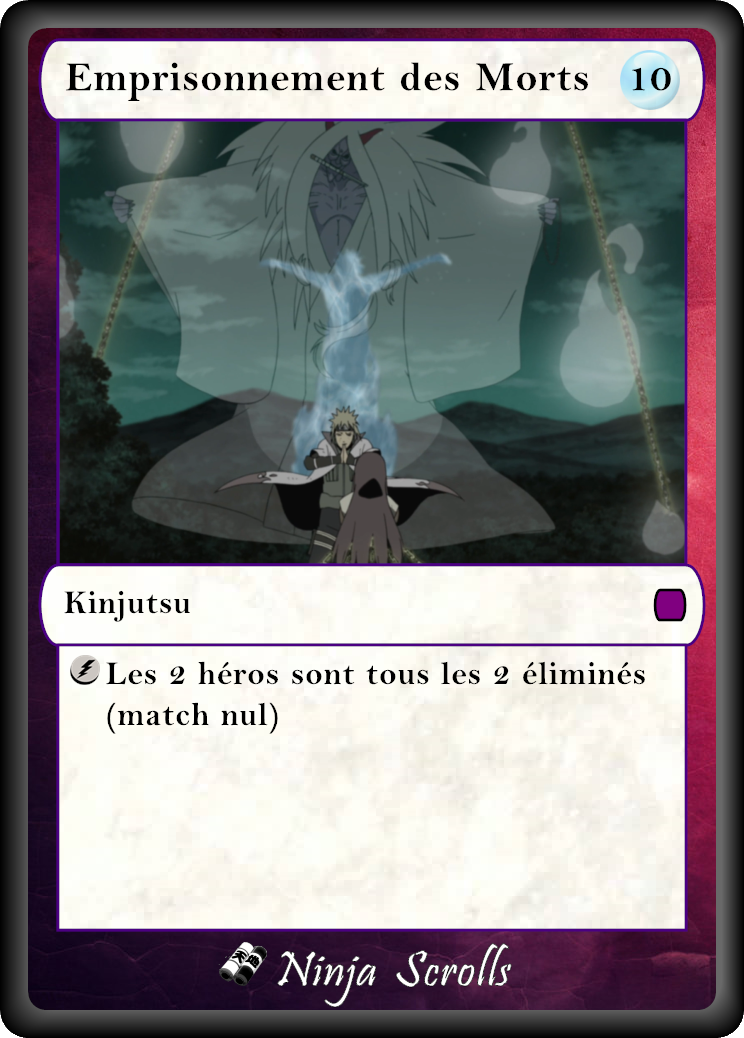 Emprisonnement des Morts
10
Kinjutsu
Les 2 héros sont tous les 2 éliminés
(match nul)
Ninja Scrolls